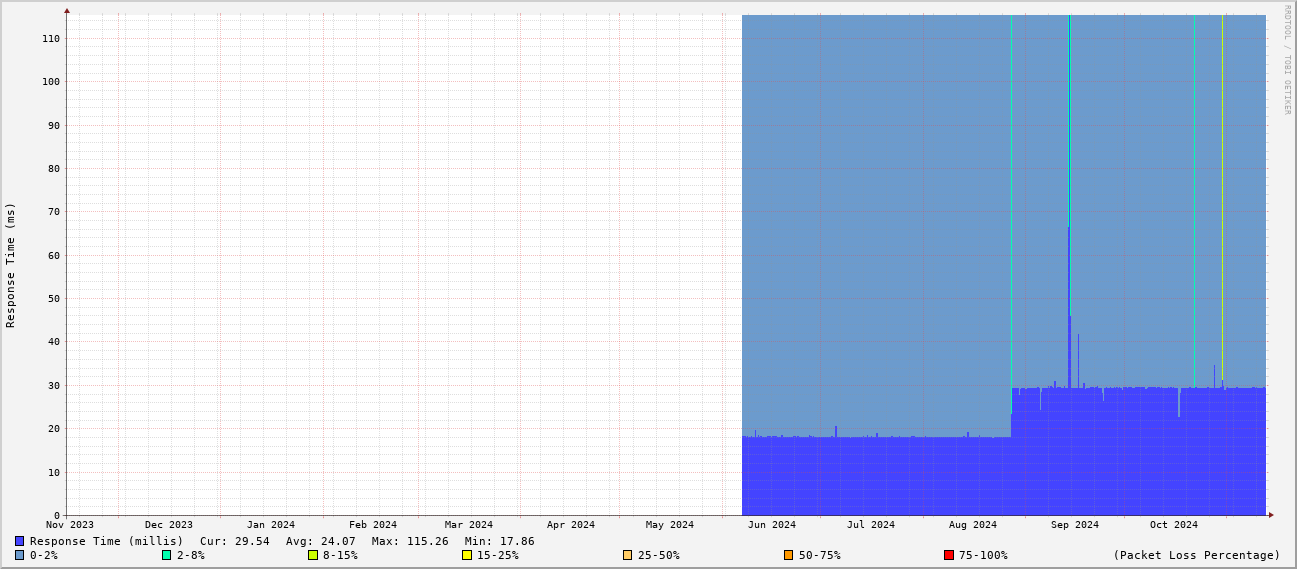 RRDTOOL / TOBI OETIKER
Response Time (ms)
110
100
90
80
70
60
50
40
30
20
10
0
Nov 2023 Dec 2023 Jan 2024 Feb 2024 Mar 2024 Apr 2024 May 2024 Jun 2024 Jul 2024 Aug 2024 Sep 2024 Oct 2024
Response Time (millis) Cur: 29.54 Avg: 24.07 Max: 115.26 Min: 17.86
0-2% 2-8% 8-15% 15-25% 25-50% 50-75% 75-100% (Packet Loss Percentage)